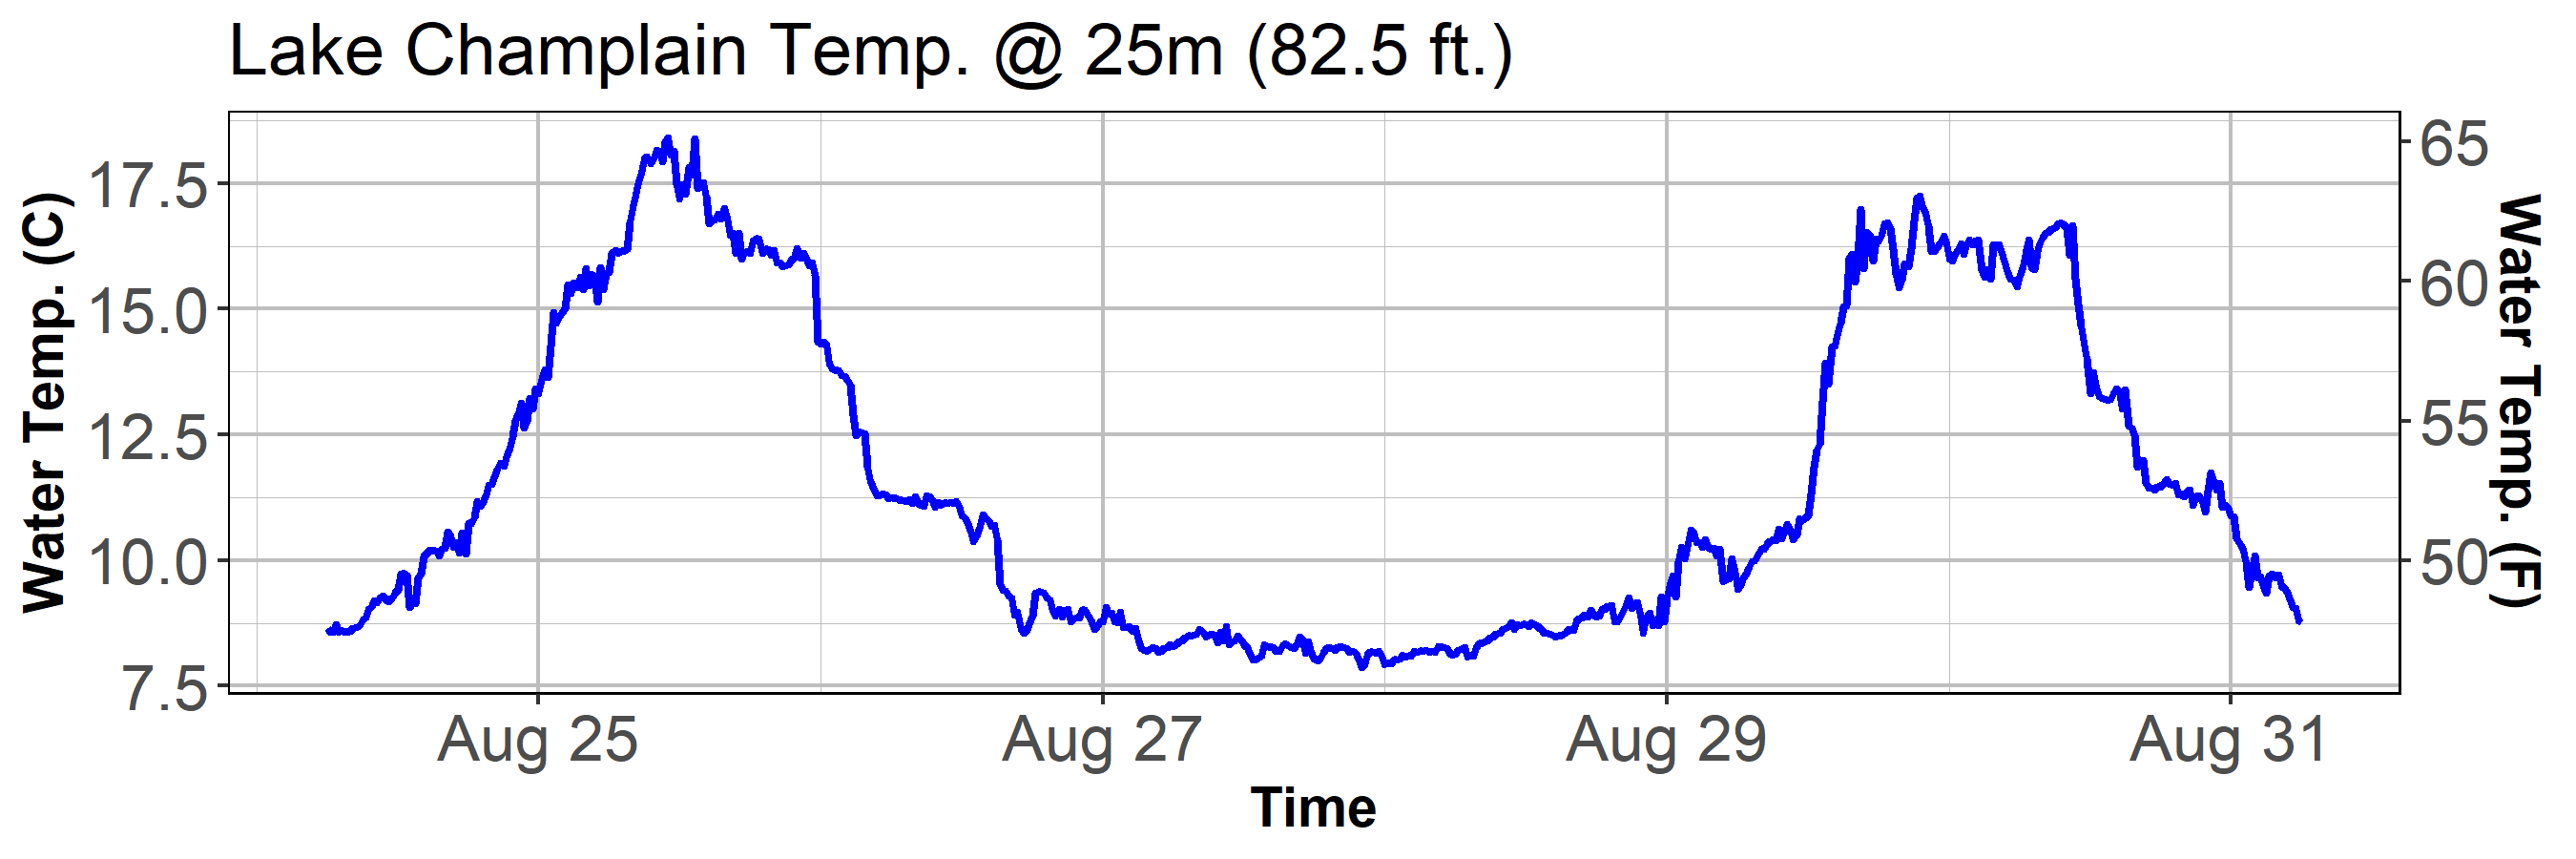 Lake Champlain Temp. @ 25m (82.5 ft.)
Water Temp. (C)
17.5
15.0
12.5
10.0
7.5
65
60
55
50
Water Temp. (F)
Aug 25 Aug 27 Aug 29 Aug 31
Time